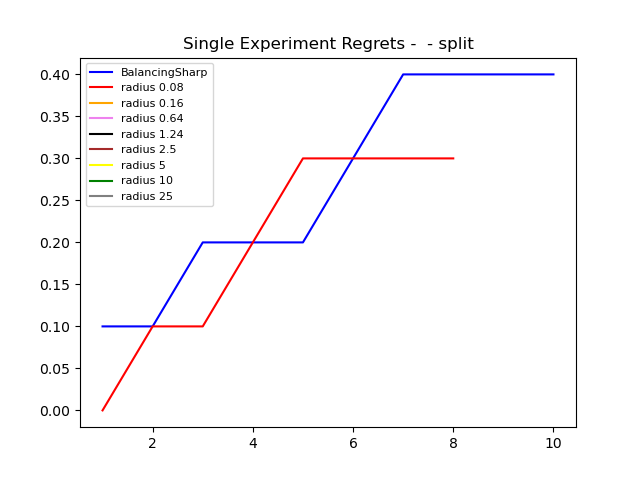 Single Experiment Regrets -  - split
0.40
0.35
0.30
0.25
0.20
0.15
0.10
0.05
0.00
BalancingSharp
radius 0.08
radius 0.16
radius 0.64
radius 1.24
radius 2.5
radius 5
radius 10
radius 25
2 4 6 8 10